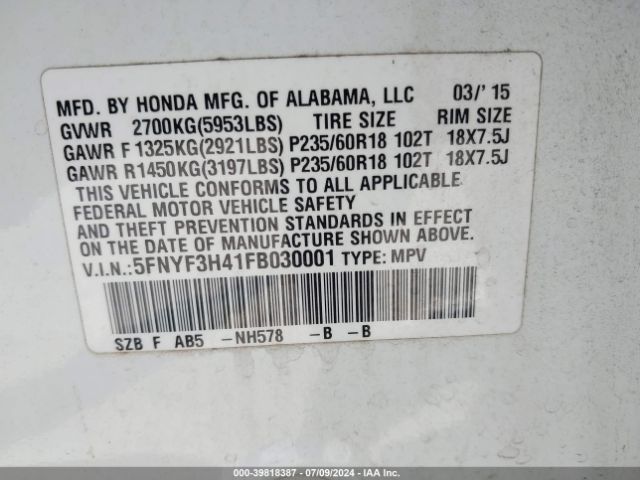 MFD. BY HONDA MFG. OF ALABAMA, LLC 03/'15
GVWR 2700KG(5953LBS) TIRE SIZE RIM SIZE
GAWR F 1325KG(2921LBS) P235/60R18 102T 18X7.5J
GAWR R1450KG(3197LBS) P235/60R18 102T 18X7.5J
THIS VEHICLE CONFORMS TO ALL APPLICABLE
FEDERAL MOTOR VEHICLE SAFETY
AND THEFT PREVENTION STANDARDS IN EFFECT
ON THE DATE OF MANUFACTURE SHOWN ABOVE.
V.I.N.:5FNYF3H41FB030001 TYPE: MPV
SZB F AB5 -NH578 -B -B
000-39818387 - 07/09/2024 - IAAI.com